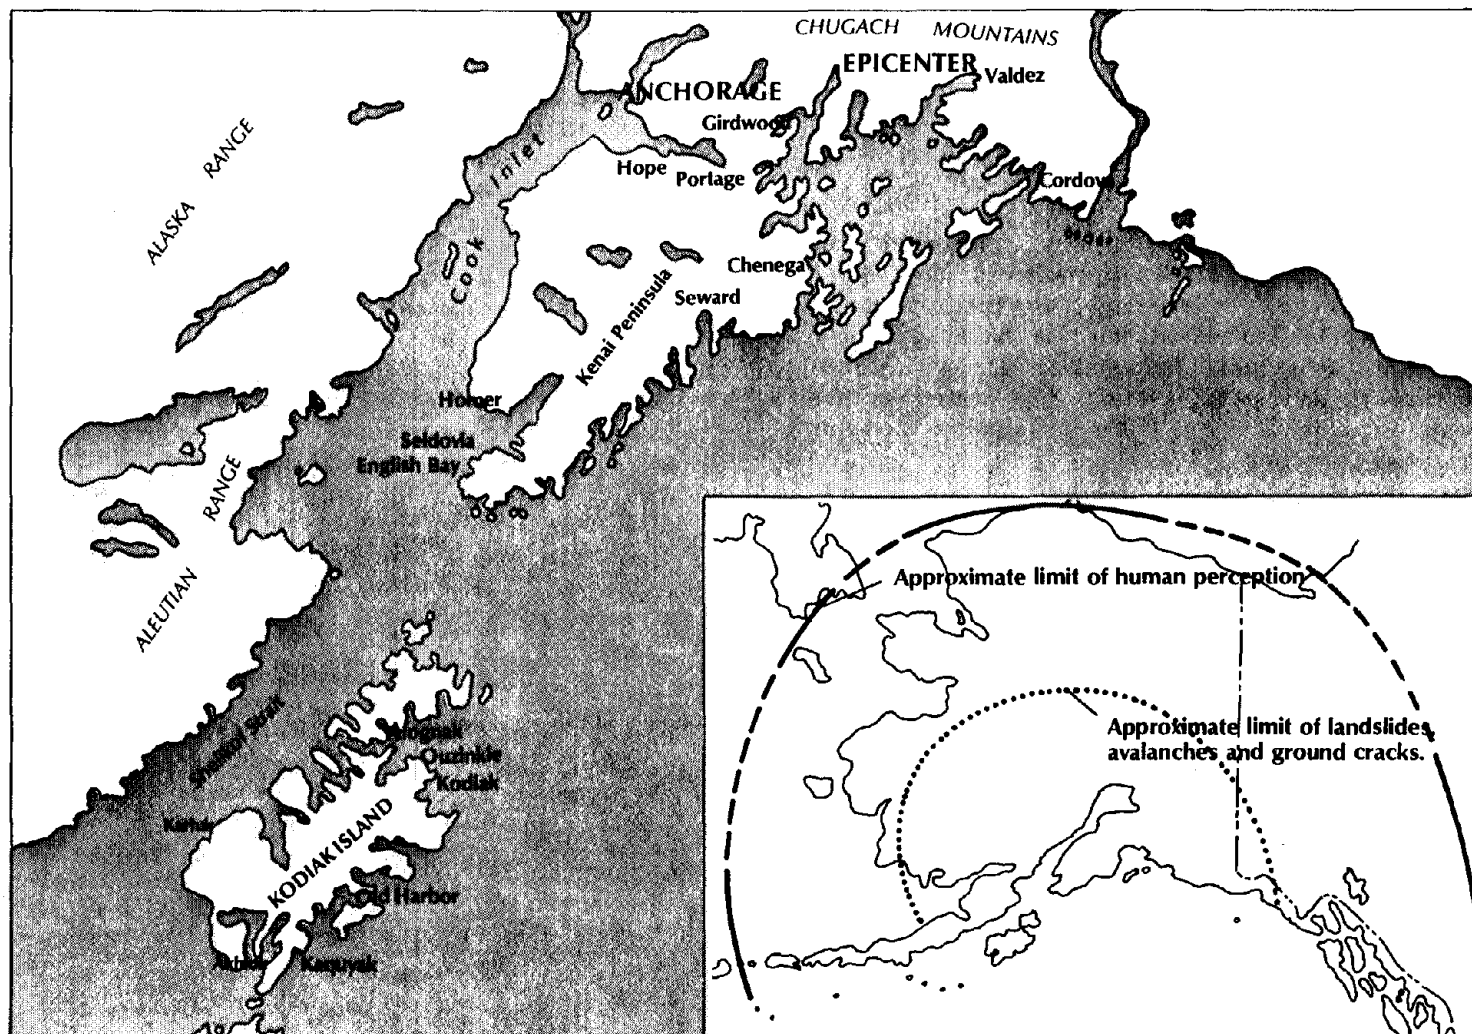 CHUGACH MOUNTAINS
EPICENTER
Valdez
ANCHORAGE
Girdwood
Hope
Portage
Cordova
ALASKA RANGE
Cook Inlet
Chenega
Seward
Kenai Peninsula
Homer
Seldovia
English Bay
ALEUTIAN RANGE
Shelikof Strait
Afognak
Ouzinkie
Kodiak
KODIAK ISLAND
Old Harbor
Kaguyak
Approximate limit of human perception
Approximate limit of landslides,
avalanches and ground cracks.